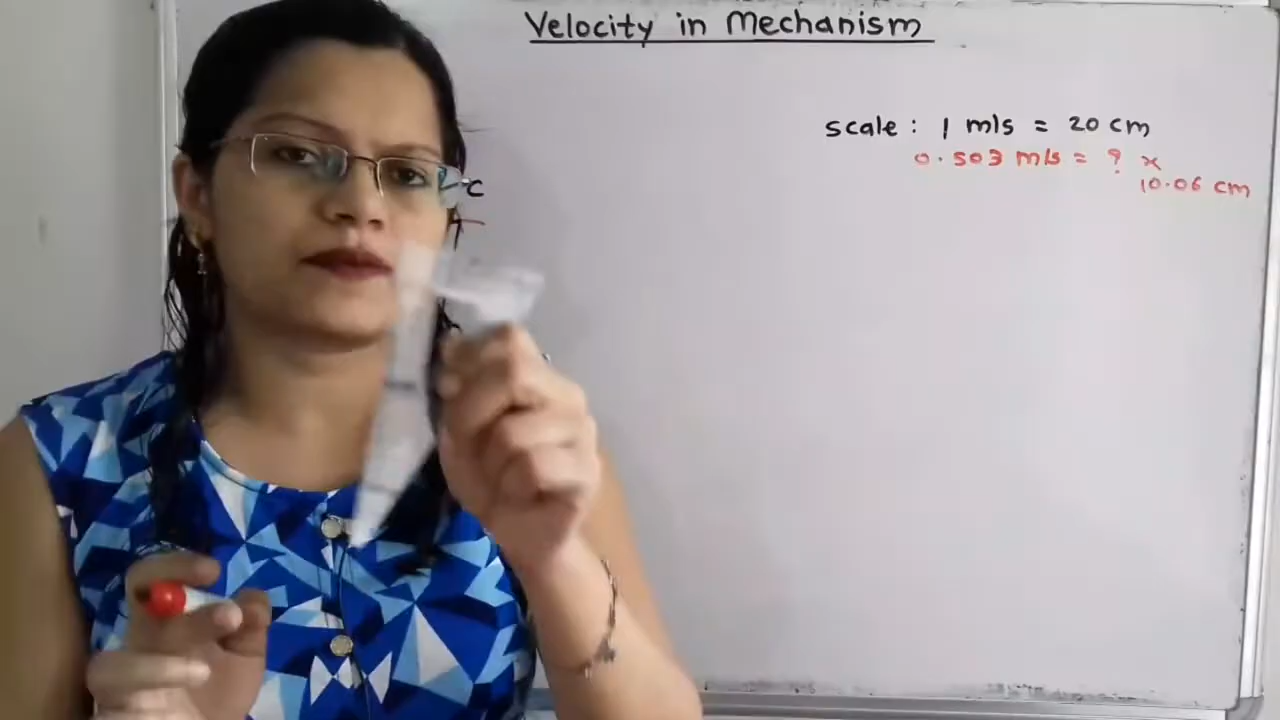 Velocity in Mechanism
scale : 1 m/s = 20 cm
0.503 m/s = ? x
10.06 cm
C